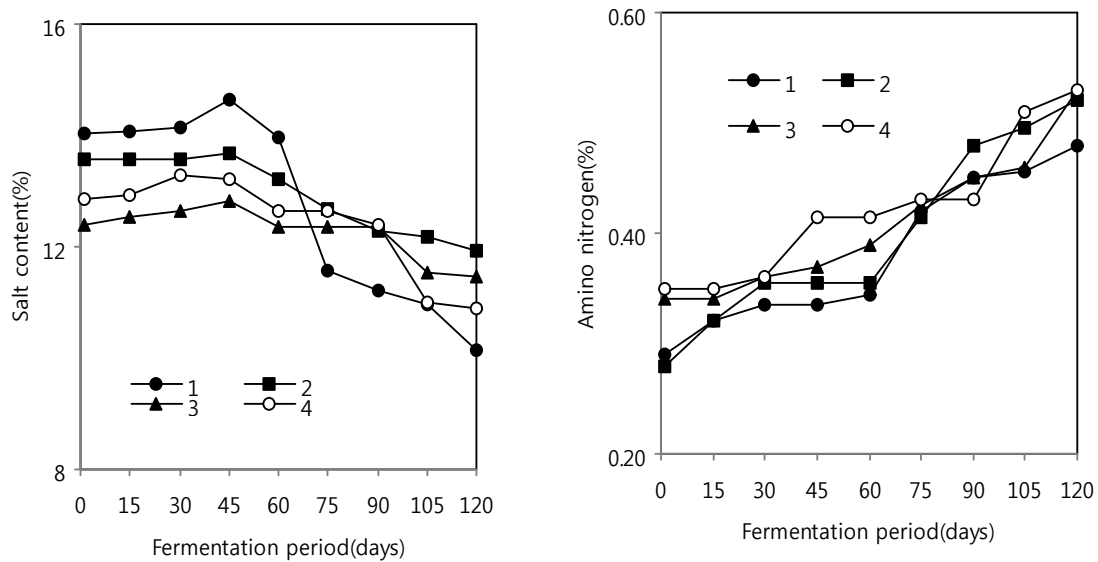 16
12
8
Salt content(%)
1 2
3 4
0 15 30 45 60 75 90 105 120
Fermentation period(days)
0.60
0.40
0.20
Amino nitrogen(%)
1 2
3 4
0 15 30 45 60 75 90 105 120
Fermentation period(days)